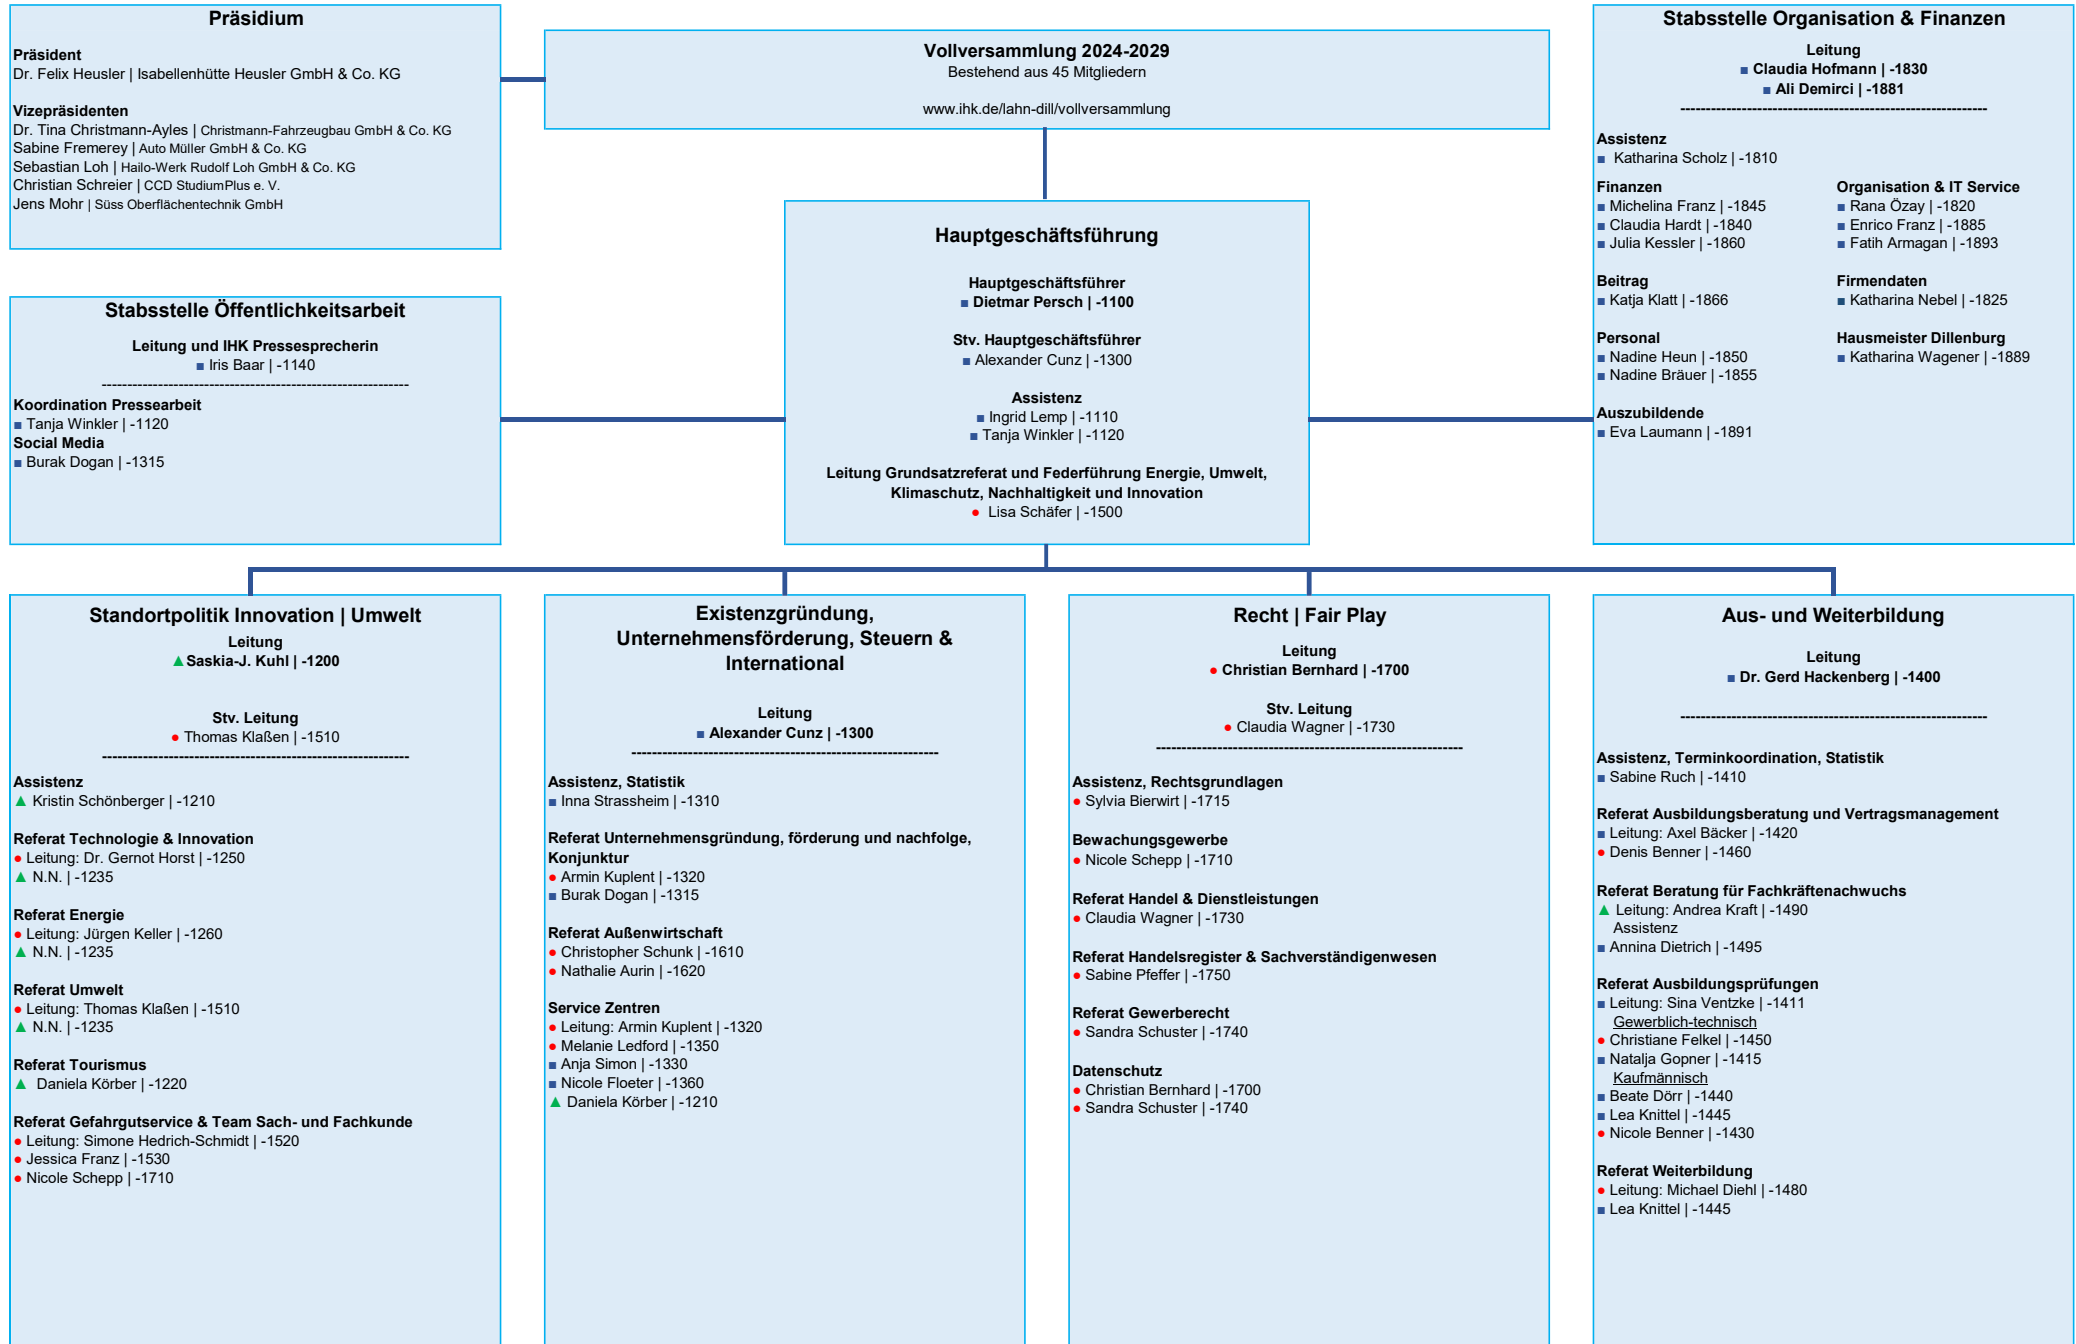 Präsidium
Präsident
Dr. Felix Heusler | Isabellenhütte Heusler GmbH & Co. KG
Vizepräsidenten
Dr. Tina Christmann-Ayles | Christmann-Fahrzeugbau GmbH & Co. KG
Sabine Fremerey | Auto Müller GmbH & Co. KG
Sebastian Loh | Hailo-Werk Rudolf Loh GmbH & Co. KG
Christian Schreier | CCD StudiumPlus e. V.
Jens Mohr | Süss Oberflächentechnik GmbH
Vollversammlung 2024-2029
Bestehend aus 45 Mitgliedern
www.ihk.de/lahn-dill/vollversammlung
Stabsstelle Organisation & Finanzen
Leitung
■ Claudia Hofmann | -1830
■ Ali Demirci | -1881
------------------------------------------------------------
Assistenz
■ Katharina Scholz | -1810
Finanzen
■ Michelina Franz | -1845
■ Claudia Hardt | -1840
■ Julia Kessler | -1860
Organisation & IT Service
■ Rana Özay | -1820
■ Enrico Franz | -1885
■ Fatih Armagan | -1893
Beitrag
■ Katja Klatt | -1866
Firmendaten
■ Katharina Nebel | -1825
Personal
■ Nadine Heun | -1850
■ Nadine Bräuer | -1855
Hausmeister Dillenburg
■ Katharina Wagener | -1889
Auszubildende
■ Eva Laumann | -1891
Stabsstelle Öffentlichkeitsarbeit
Leitung und IHK Pressesprecherin
■ Iris Baar | -1140
------------------------------------------------------------
Koordination Pressearbeit
■ Tanja Winkler | -1120
Social Media
■ Burak Dogan | -1315
Hauptgeschäftsführung
Hauptgeschäftsführer
■ Dietmar Persch | -1100
Stv. Hauptgeschäftsführer
■ Alexander Cunz | -1300
Assistenz
■ Ingrid Lemp | -1110
■ Tanja Winkler | -1120
Leitung Grundsatzreferat und Federführung Energie, Umwelt,
Klimaschutz, Nachhaltigkeit und Innovation
● Lisa Schäfer | -1500
Standortpolitik Innovation | Umwelt
Leitung
▲Saskia-J. Kuhl | -1200
Stv. Leitung
● Thomas Klaßen | -1510
------------------------------------------------------------
Assistenz
▲ Kristin Schönberger | -1210
Referat Technologie & Innovation
● Leitung: Dr. Gernot Horst | -1250
▲ N.N. | -1235
Referat Energie
● Leitung: Jürgen Keller | -1260
▲ N.N. | -1235
Referat Umwelt
● Leitung: Thomas Klaßen | -1510
▲ N.N. | -1235
Referat Tourismus
▲ Daniela Körber | -1220
Referat Gefahrgutservice & Team Sach- und Fachkunde
● Leitung: Simone Hedrich-Schmidt | -1520
● Jessica Franz | -1530
● Nicole Schepp | -1710
Existenzgründung,
Unternehmensförderung, Steuern &
International
Leitung
■ Alexander Cunz | -1300
------------------------------------------------------------
Assistenz, Statistik
■ Inna Strassheim | -1310
Referat Unternehmensgründung, förderung und nachfolge,
Konjunktur
● Armin Kuplent | -1320
■ Burak Dogan | -1315
Referat Außenwirtschaft
● Christopher Schunk | -1610
● Nathalie Aurin | -1620
Service Zentren
● Leitung: Armin Kuplent | -1320
● Melanie Ledford | -1350
■ Anja Simon | -1330
■ Nicole Floeter | -1360
▲ Daniela Körber | -1210
Recht | Fair Play
Leitung
● Christian Bernhard | -1700
Stv. Leitung
● Claudia Wagner | -1730
------------------------------------------------------------
Assistenz, Rechtsgrundlagen
● Sylvia Bierwirt | -1715
Bewachungsgewerbe
● Nicole Schepp | -1710
Referat Handel & Dienstleistungen
● Claudia Wagner | -1730
Referat Handelsregister & Sachverständigenwesen
● Sabine Pfeffer | -1750
Referat Gewerberecht
● Sandra Schuster | -1740
Datenschutz
● Christian Bernhard | -1700
● Sandra Schuster | -1740
Aus- und Weiterbildung
Leitung
■ Dr. Gerd Hackenberg | -1400
------------------------------------------------------------
Assistenz, Terminkoordination, Statistik
■ Sabine Ruch | -1410
Referat Ausbildungsberatung und Vertragsmanagement
■ Leitung: Axel Bäcker | -1420
● Denis Benner | -1460
Referat Beratung für Fachkräftenachwuchs
▲ Leitung: Andrea Kraft | -1490
Assistenz
■ Annina Dietrich | -1495
Referat Ausbildungsprüfungen
■ Leitung: Sina Ventzke | -1411
Gewerblich-technisch
● Christiane Felkel | -1450
■ Natalja Gopner | -1415
Kaufmännisch
■ Beate Dörr | -1440
■ Lea Knittel | -1445
● Nicole Benner | -1430
Referat Weiterbildung
● Leitung: Michael Diehl | -1480
■ Lea Knittel | -1445